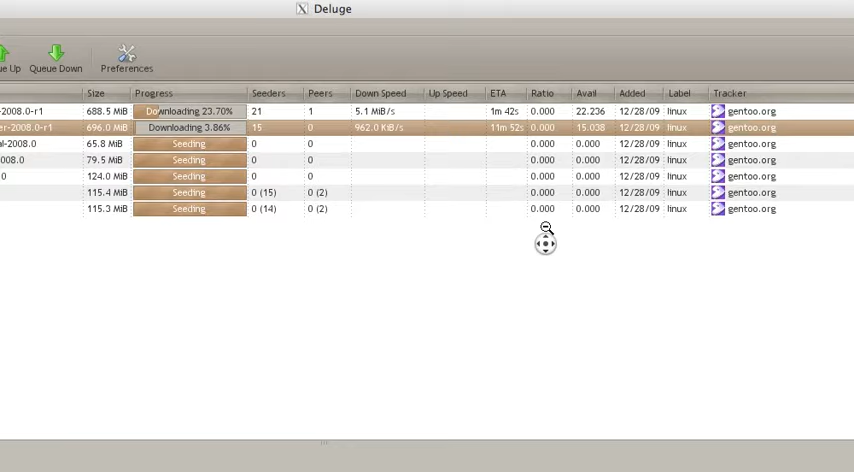 Deluge
ue Up Queue Down Preferences
Size Progress Seeders Peers Down Speed Up Speed ETA Ratio Avail Added Label Tracker
-2008.0-r1 688.5 MiB Downloading 23.70% 21 1 5.1 MiB/s 1m 42s 0.000 22.236 12/28/09 linux gentoo.org
er-2008.0-r1 696.0 MiB Downloading 3.86% 15 0 962.0 KiB/s 11m 52s 0.000 15.038 12/28/09 linux gentoo.org
al-2008.0 65.8 MiB Seeding 0 0 0.000 0.000 12/28/09 linux gentoo.org
008.0 79.5 MiB Seeding 0 0 0.000 0.000 12/28/09 linux gentoo.org
0 124.0 MiB Seeding 0 0 0.000 0.000 12/28/09 linux gentoo.org
115.4 MiB Seeding 0 (15) 0 (2) 0.000 0.000 12/28/09 linux gentoo.org
115.3 MiB Seeding 0 (14) 0 (2) 0.000 0.000 12/28/09 linux gentoo.org